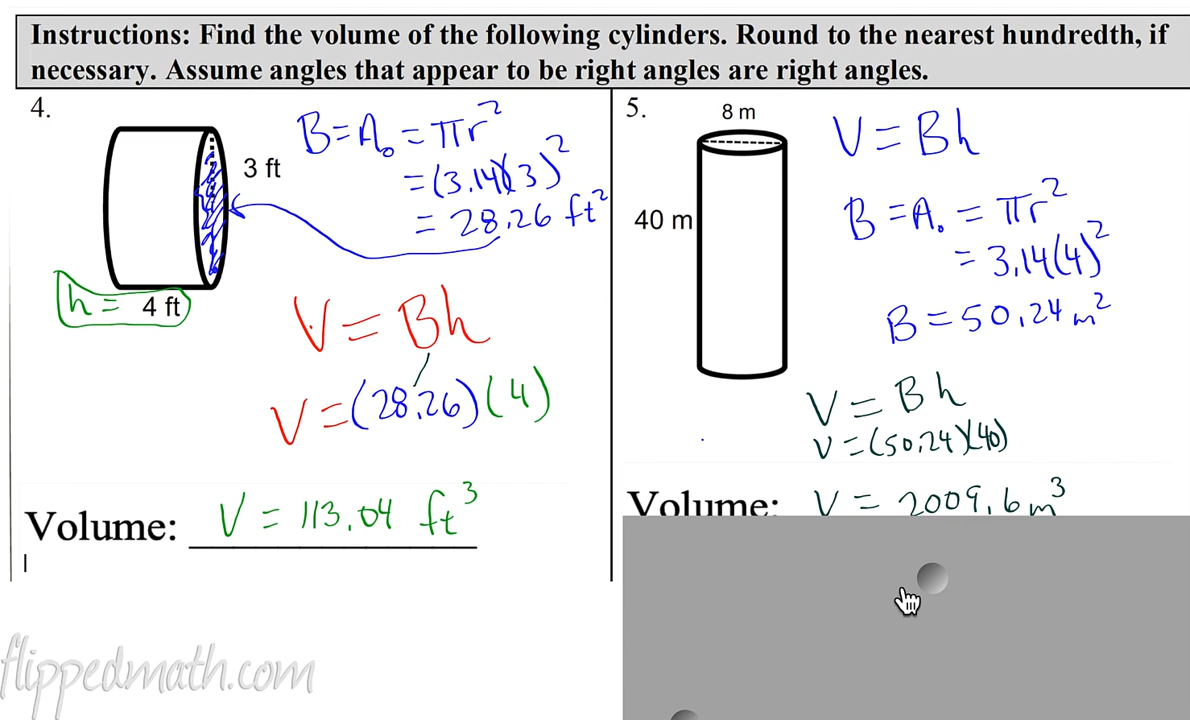 Instructions: Find the volume of the following cylinders. Round to the nearest hundredth, if
necessary. Assume angles that appear to be right angles are right angles.
4.
3 ft
h = 4 ft
B = A₀ = πr²
= (3.14)(3)²
= 28.26 ft²
V = Bh
V = (28.26)(4)
Volume: V = 113.04 ft³
5.
8 m
40 m
V = Bh
B = A₀ = πr²
= 3.14(4)²
B = 50.24 m²
V = Bh
V = (50.24)(40)
Volume: V = 2009.6 m³
flippedmath.com